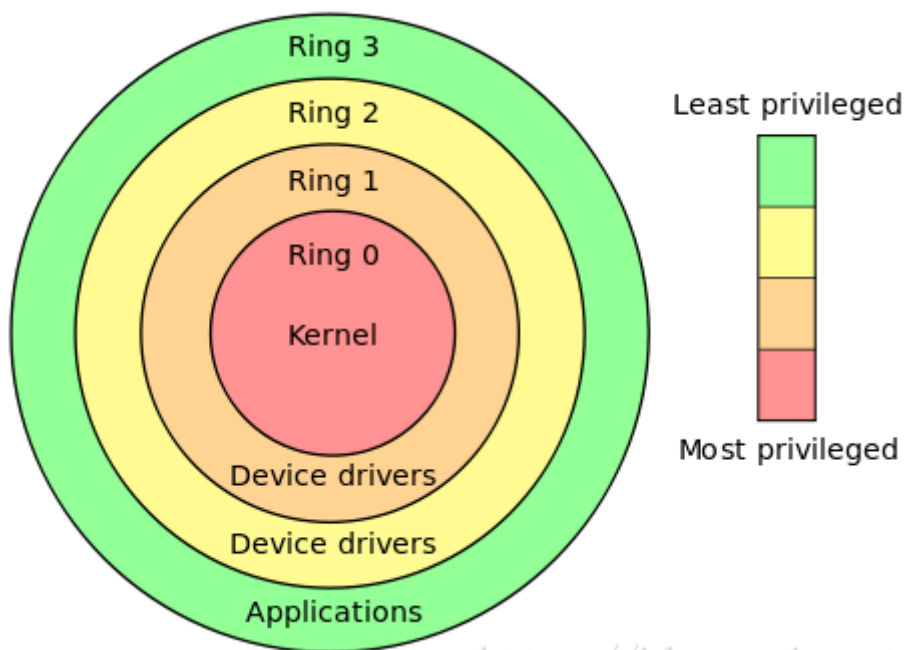 Ring 3
Ring 2
Ring 1
Ring 0
Kernel
Device drivers
Device drivers
Applications
Least privileged
Most privileged